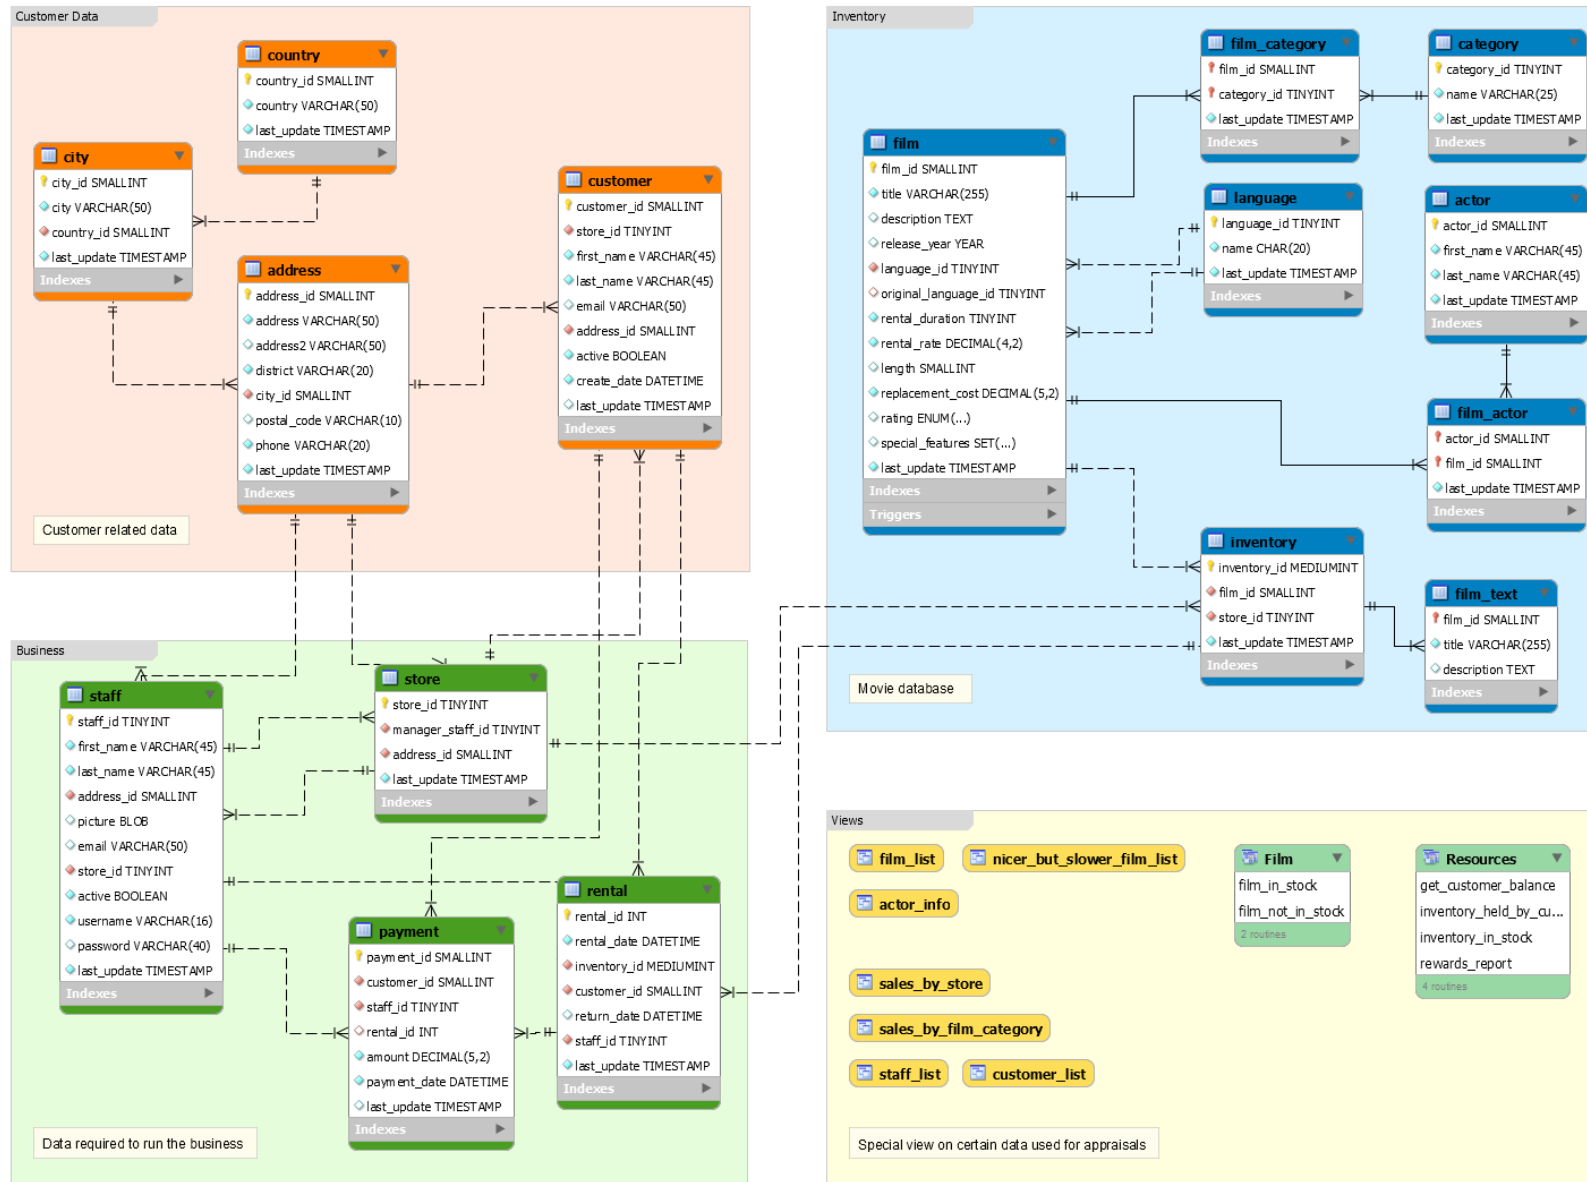 Customer Data
country
country_id SMALLINT
country VARCHAR(50)
last_update TIMESTAMP
Indexes
city
city_id SMALLINT
city VARCHAR(50)
country_id SMALLINT
last_update TIMESTAMP
Indexes
address
address_id SMALLINT
address VARCHAR(50)
address2 VARCHAR(50)
district VARCHAR(20)
city_id SMALLINT
postal_code VARCHAR(10)
phone VARCHAR(20)
last_update TIMESTAMP
Indexes
customer
customer_id SMALLINT
store_id TINYINT
first_name VARCHAR(45)
last_name VARCHAR(45)
email VARCHAR(50)
address_id SMALLINT
active BOOLEAN
create_date DATETIME
last_update TIMESTAMP
Indexes
Customer related data
Inventory
film
film_id SMALLINT
title VARCHAR(255)
description TEXT
release_year YEAR
language_id TINYINT
original_language_id TINYINT
rental_duration TINYINT
rental_rate DECIMAL(4,2)
length SMALLINT
replacement_cost DECIMAL(5,2)
rating ENUM(...)
special_features SET(...)
last_update TIMESTAMP
Indexes
Triggers
film_category
film_id SMALLINT
category_id TINYINT
last_update TIMESTAMP
Indexes
category
category_id TINYINT
name VARCHAR(25)
last_update TIMESTAMP
Indexes
language
language_id TINYINT
name CHAR(20)
last_update TIMESTAMP
Indexes
actor
actor_id SMALLINT
first_name VARCHAR(45)
last_name VARCHAR(45)
last_update TIMESTAMP
Indexes
film_actor
actor_id SMALLINT
film_id SMALLINT
last_update TIMESTAMP
Indexes
inventory
inventory_id MEDIUMINT
film_id SMALLINT
store_id TINYINT
last_update TIMESTAMP
Indexes
film_text
film_id SMALLINT
title VARCHAR(255)
description TEXT
Indexes
Movie database
Business
staff
staff_id TINYINT
first_name VARCHAR(45)
last_name VARCHAR(45)
address_id SMALLINT
picture BLOB
email VARCHAR(50)
store_id TINYINT
active BOOLEAN
username VARCHAR(16)
password VARCHAR(40)
last_update TIMESTAMP
Indexes
store
store_id TINYINT
manager_staff_id TINYINT
address_id SMALLINT
last_update TIMESTAMP
Indexes
payment
payment_id SMALLINT
customer_id SMALLINT
staff_id TINYINT
rental_id INT
amount DECIMAL(5,2)
payment_date DATETIME
last_update TIMESTAMP
Indexes
rental
rental_id INT
rental_date DATETIME
inventory_id MEDIUMINT
customer_id SMALLINT
return_date DATETIME
staff_id TINYINT
last_update TIMESTAMP
Indexes
Data required to run the business
Views
film_list
nicer_but_slower_film_list
actor_info
sales_by_store
sales_by_film_category
staff_list
customer_list
Film
film_in_stock
film_not_in_stock
2 routines
Resources
get_customer_balance
inventory_held_by_cu...
inventory_in_stock
rewards_report
4 routines
Special view on certain data used for appraisals